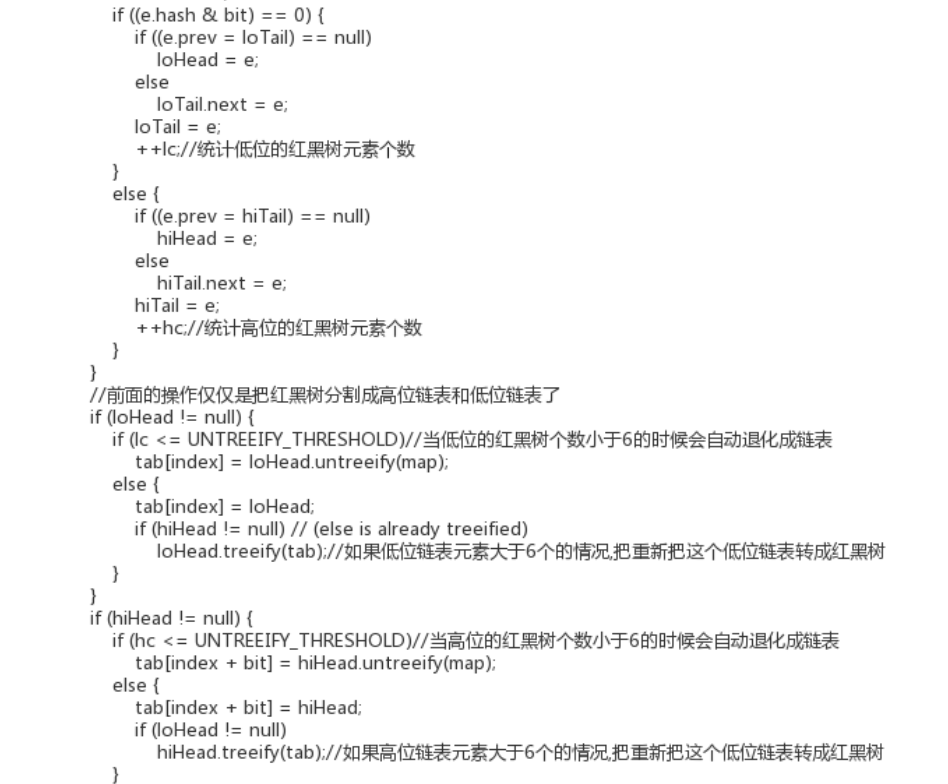 if ((e.hash & bit) == 0) {
if ((e.prev = loTail) == null)
loHead = e;
else
loTail.next = e;
loTail = e;
++lc;//统计低位的红黑树元素个数
}
else {
if ((e.prev = hiTail) == null)
hiHead = e;
else
hiTail.next = e;
hiTail = e;
++hc;//统计高位的红黑树元素个数
}
}
//前面的操作仅仅是把红黑树分割成高位链表和低位链表了
if (loHead != null) {
if (lc <= UNTREEIFY_THRESHOLD)//当低位的红黑树个数小于6的时候会自动退化成链表
tab[index] = loHead.untreeify(map);
else {
tab[index] = loHead;
if (hiHead != null) // (else is already treeified)
loHead.treeify(tab);//如果低位链表元素大于6个的情况,把重新把这个低位链表转成红黑树
}
}
if (hiHead != null) {
if (hc <= UNTREEIFY_THRESHOLD)//当高位的红黑树个数小于6的时候会自动退化成链表
tab[index + bit] = hiHead.untreeify(map);
else {
tab[index + bit] = hiHead;
if (loHead != null)
hiHead.treeify(tab);//如果高位链表元素大于6个的情况,把重新把这个低位链表转成红黑树
}